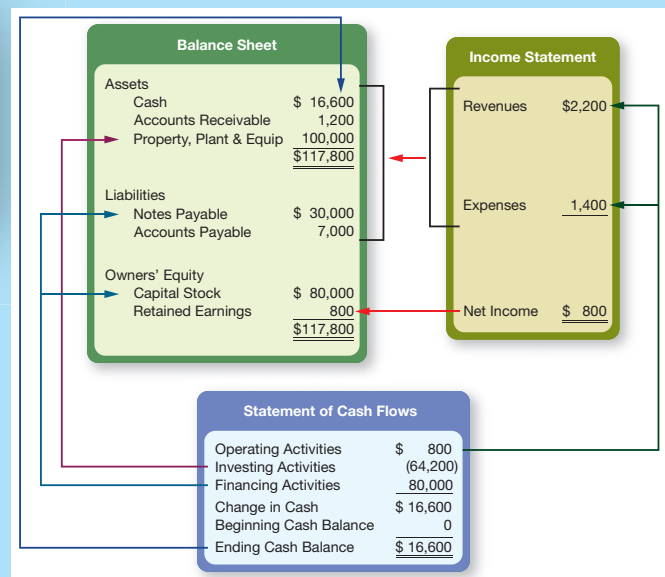 Balance Sheet
Assets
Cash $ 16,600
Accounts Receivable 1,200
Property, Plant & Equip 100,000
$117,800
Liabilities
Notes Payable $ 30,000
Accounts Payable 7,000
Owners' Equity
Capital Stock $ 80,000
Retained Earnings 800
$117,800
Income Statement
Revenues $2,200
Expenses 1,400
Net Income $ 800
Statement of Cash Flows
Operating Activities $ 800
Investing Activities (64,200)
Financing Activities 80,000
Change in Cash $ 16,600
Beginning Cash Balance 0
Ending Cash Balance $ 16,600